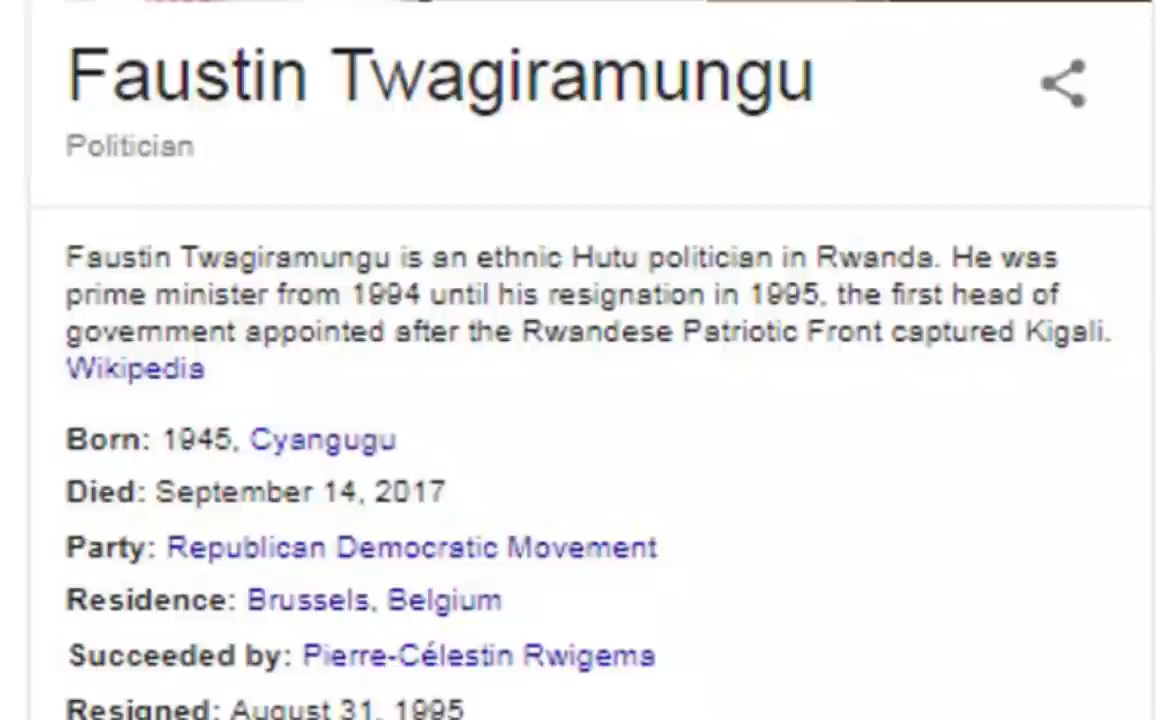 Faustin Twagiramungu
Politician
Faustin Twagiramungu is an ethnic Hutu politician in Rwanda. He was
prime minister from 1994 until his resignation in 1995, the first head of
government appointed after the Rwandese Patriotic Front captured Kigali.
Wikipedia
Born: 1945, Cyangugu
Died: September 14, 2017
Party: Republican Democratic Movement
Residence: Brussels, Belgium
Succeeded by: Pierre-Célestin Rwigema
Resigned: August 31, 1995